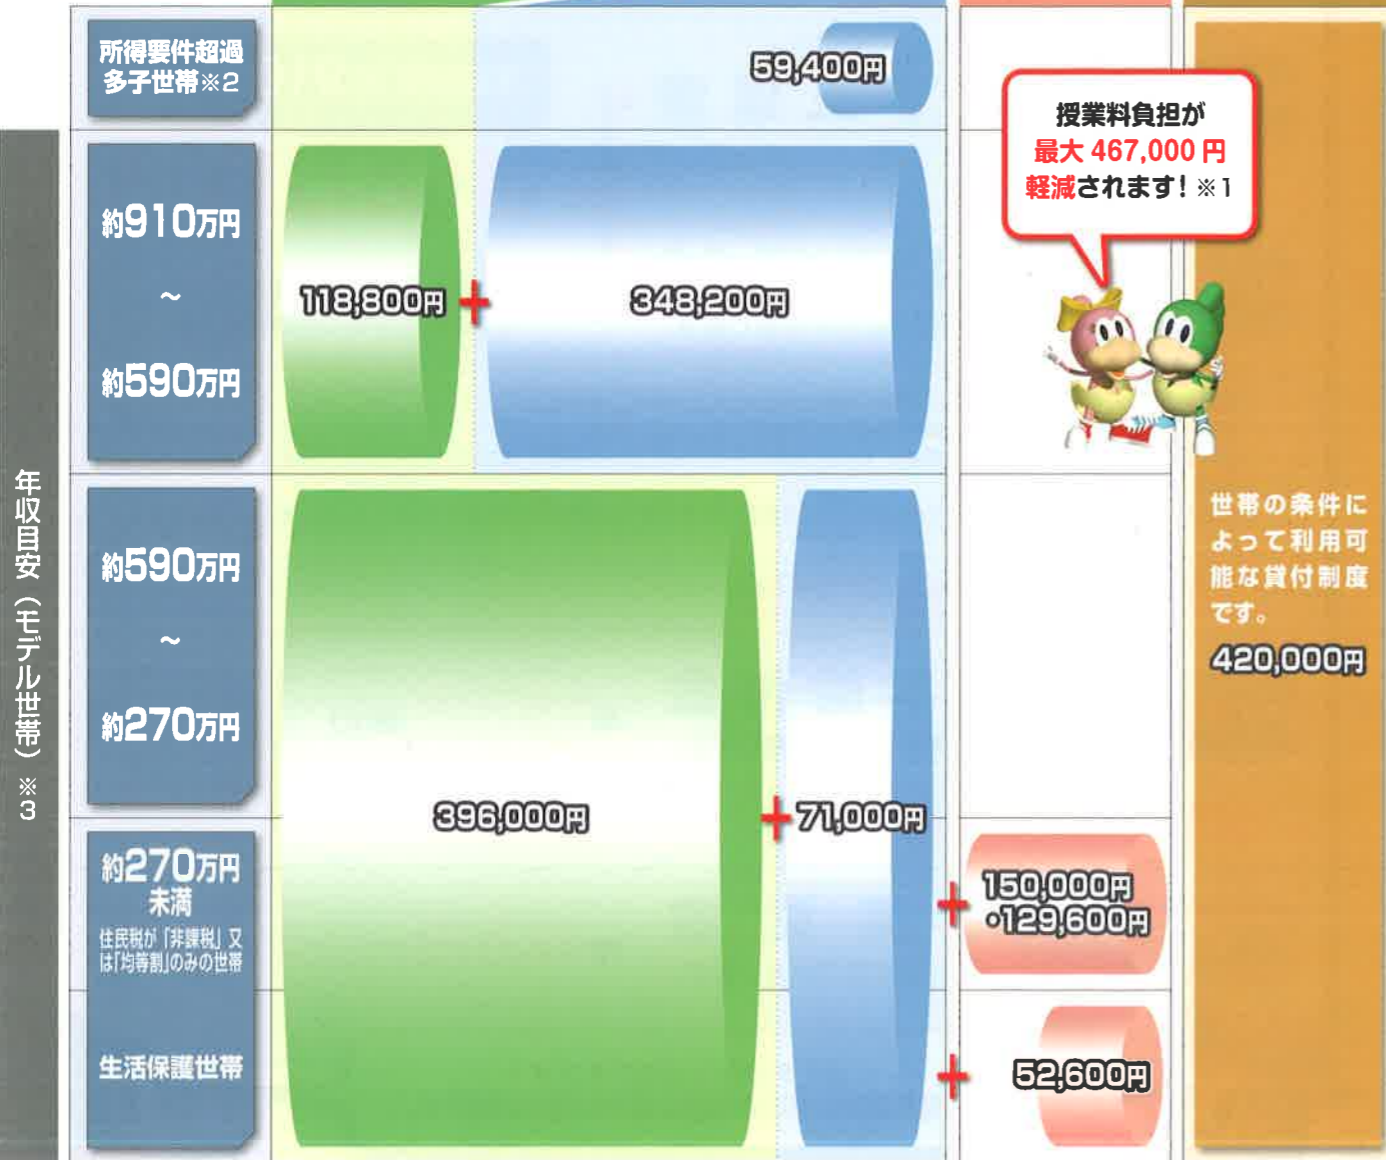 所得要件超過
多子世帯※2
59,400円
授業料負担が
最大 467,000 円
軽減されます! ※1
約910万円
~
約590万円
118,800円
+
348,200円
年収目安(モデル世帯) ※3
約590万円
~
約270万円
世帯の条件に
よって利用可
能な貸付制度
です。
420,000円
396,000円
+
71,000円
約270万円
未満
住民税が「非課税」又
は「均等割」のみの世帯
+
150,000円
・129,600円
生活保護世帯
+
52,600円